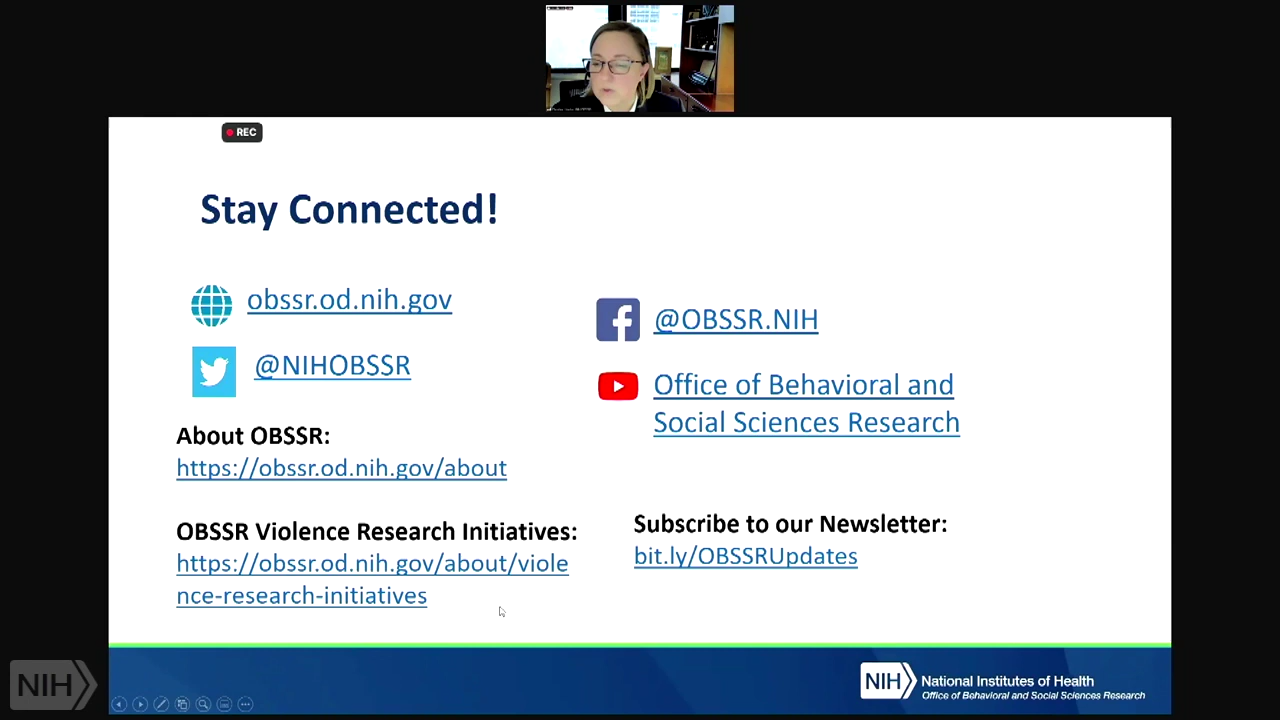 REC
Stay Connected!
obssr.od.nih.gov
@NIHOBSSR
About OBSSR:
https://obssr.od.nih.gov/about
OBSSR Violence Research Initiatives:
https://obssr.od.nih.gov/about/viole
nce-research-initiatives
@OBSSR.NIH
Office of Behavioral and
Social Sciences Research
Subscribe to our Newsletter:
bit.ly/OBSSRUpdates
NIH
NIH
National Institutes of Health
Office of Behavioral and Social Sciences Research